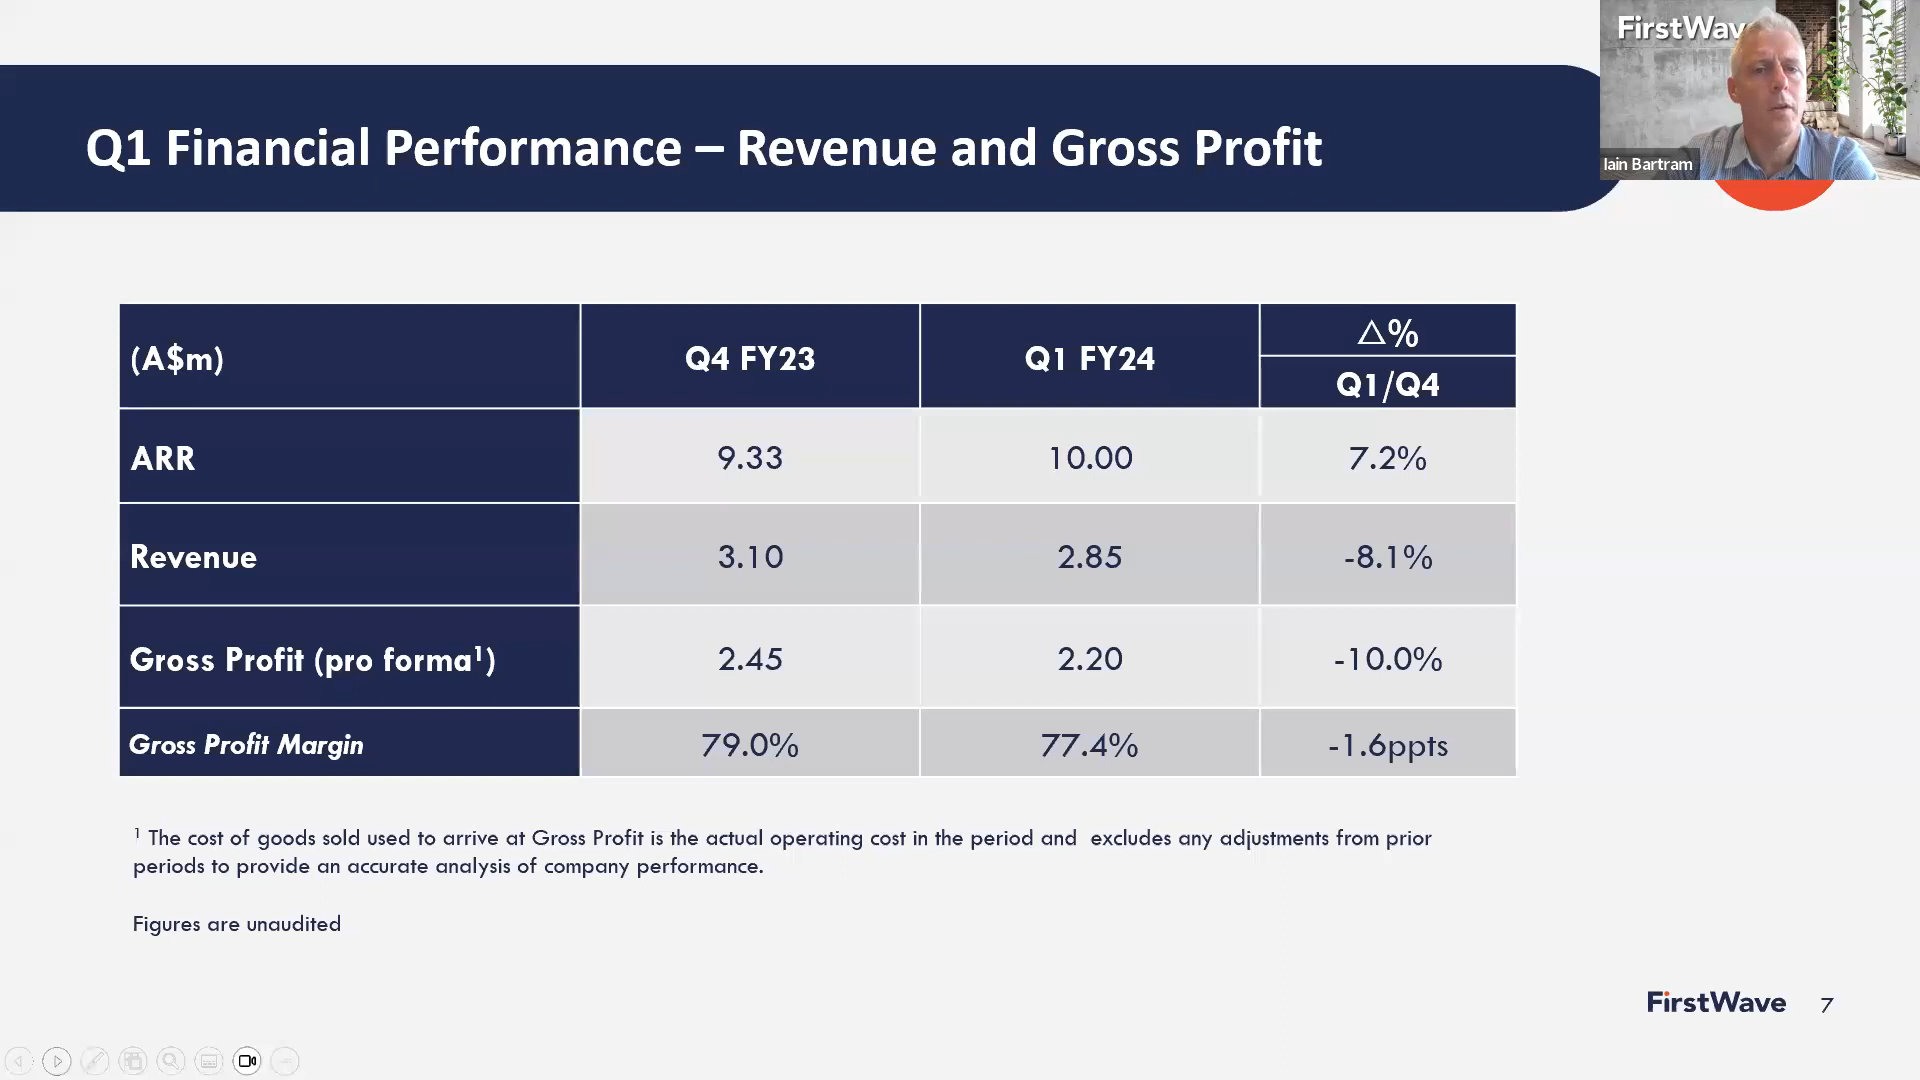 FirstWav
Iain Bartram
Q1 Financial Performance – Revenue and Gross Profit
(A$m) Q4 FY23 Q1 FY24 △% Q1/Q4
ARR 9.33 10.00 7.2%
Revenue 3.10 2.85 -8.1%
Gross Profit (pro forma¹) 2.45 2.20 -10.0%
Gross Profit Margin 79.0% 77.4% -1.6ppts
¹ The cost of goods sold used to arrive at Gross Profit is the actual operating cost in the period and excludes any adjustments from prior
periods to provide an accurate analysis of company performance.
Figures are unaudited
FirstWave 7